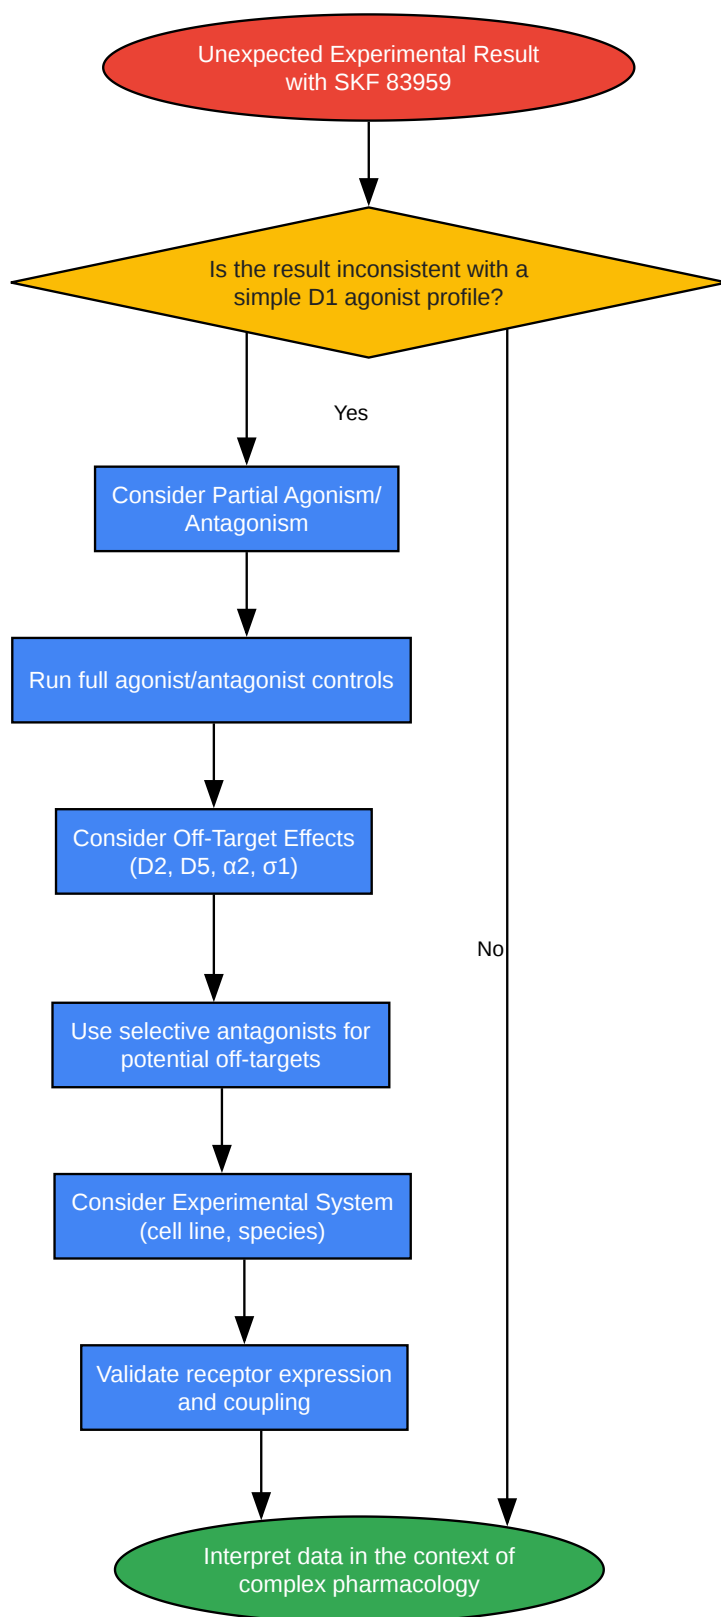 Unexpected Experimental Result
with SKF 83959
Is the result inconsistent with a
simple D1 agonist profile?
Yes
Consider Partial Agonism/
Antagonism
Run full agonist/antagonist controls
Consider Off-Target Effects
(D2, D5, α2, σ1)
No
Use selective antagonists for
potential off-targets
Consider Experimental System
(cell line, species)
Validate receptor expression
and coupling
Interpret data in the context of
complex pharmacology